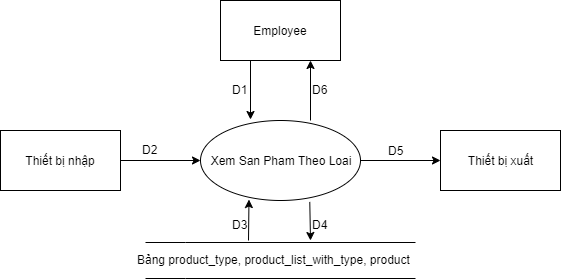 Employee
D1
D6
Thiết bị nhập
D2
Xem San Pham Theo Loai
D5
Thiết bị xuất
D3
D4
Bảng product_type, product_list_with_type, product